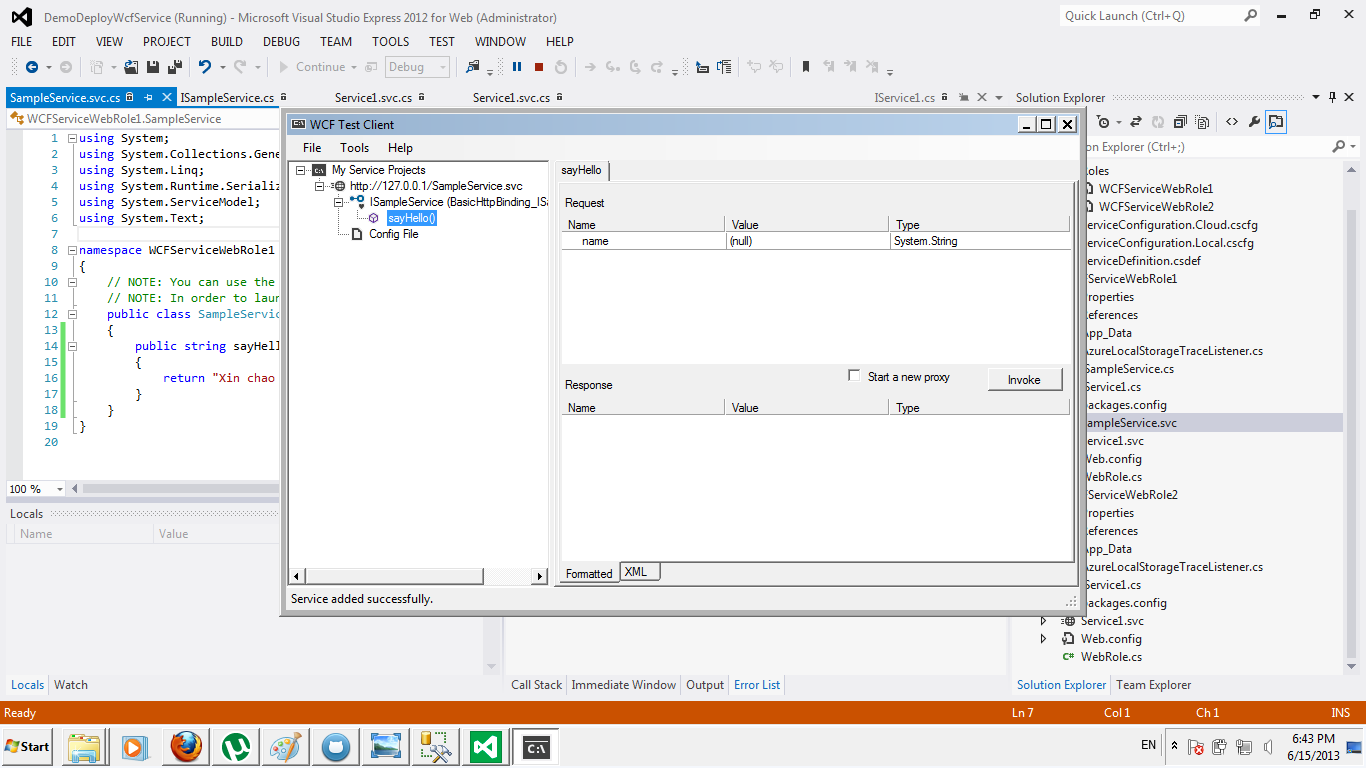 DemoDeployWcfService (Running) - Microsoft Visual Studio Express 2012 for Web (Administrator)
Quick Launch (Ctrl+Q)
FILE EDIT VIEW PROJECT BUILD DEBUG TEAM TOOLS TEST WINDOW HELP
Continue Debug
SampleService.svc.cs ISampleService.cs Service1.svc.cs Service1.svc.cs IService1.cs
WCFServiceWebRole1.SampleService
1 using System;
2 using System.Collections.Gene
3 using System.Linq;
4 using System.Runtime.Serializ
5 using System.ServiceModel;
6 using System.Text;
7
8 namespace WCFServiceWebRole1
9 {
10 // NOTE: You can use the
11 // NOTE: In order to laun
12 public class SampleServic
13 {
14 public string sayHell
15 {
16 return "Xin chao
17 }
18 }
19 }
20
100 %
Locals
Name Value
Locals Watch
WCF Test Client
File Tools Help
My Service Projects
http://127.0.0.1/SampleService.svc
ISampleService (BasicHttpBinding_ISa
sayHello()
Config File
sayHello
Request
Name Value Type
name (null) System.String
Response
Start a new proxy
Invoke
Name Value Type
Formatted XML
Service added successfully.
Call Stack Immediate Window Output Error List
Solution Explorer
n Explorer (Ctrl+;)
oles
WCFServiceWebRole1
WCFServiceWebRole2
erviceConfiguration.Cloud.cscfg
erviceConfiguration.Local.cscfg
erviceDefinition.csdef
FServiceWebRole1
roperties
eferences
pp_Data
zureLocalStorageTraceListener.cs
SampleService.cs
Service1.cs
ackages.config
ampleService.svc
ervice1.svc
Web.config
WebRole.cs
FServiceWebRole2
roperties
eferences
pp_Data
zureLocalStorageTraceListener.cs
Service1.cs
ackages.config
Service1.svc
Web.config
C# WebRole.cs
Solution Explorer Team Explorer
Ready Ln 7 Col 1 Ch 1 INS
Start
C:\
EN
6:43 PM
6/15/2013